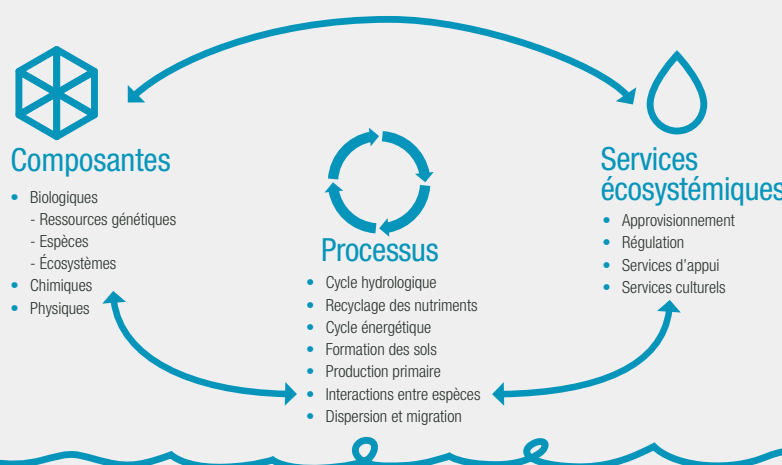 Composantes
• Biologiques
- Ressources génétiques
- Espèces
- Écosystèmes
• Chimiques
• Physiques
Processus
• Cycle hydrologique
• Recyclage des nutriments
• Cycle énergétique
• Formation des sols
• Production primaire
• Interactions entre espèces
• Dispersion et migration
Services
écosystémiques
• Approvisionnement
• Régulation
• Services d'appui
• Services culturels